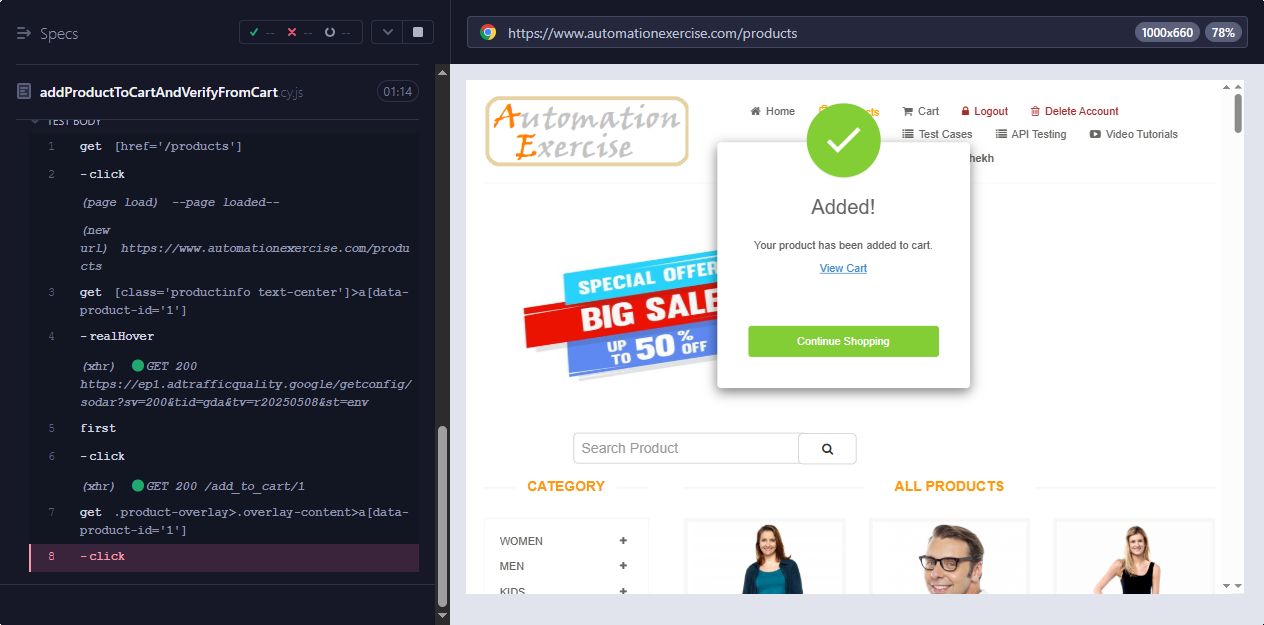 Specs
-- -- --
addProductToCartAndVerifyFromCart cy.js
01:14
TEST BODY
1 get [href='/products']
2 -click
(page load) --page loaded--
(new
url) https://www.automationexercise.com/produ
cts
3 get [class='productinfo text-center']>a[data-
product-id='1']
4 -realHover
(xhr) GET 200
https://ep1.adtrafficquality.google/getconfig/
sodar?sv=200&tid=gda&tv=r20250508&st=env
5 first
6 -click
(xhr) GET 200 /add_to_cart/1
7 get .product-overlay>.overlay-content>a[data-
product-id='1']
8 -click
https://www.automationexercise.com/products
1000x660 78%
Automation
Exercise
Home Cart Logout Delete Account
Test Cases API Testing Video Tutorials
hekh
Added!
Your product has been added to cart.
View Cart
Continue Shopping
SPECIAL OFFER
BIG SALE
UP TO 50% OFF
Search Product
CATEGORY
ALL PRODUCTS
WOMEN +
MEN +
KIDS +